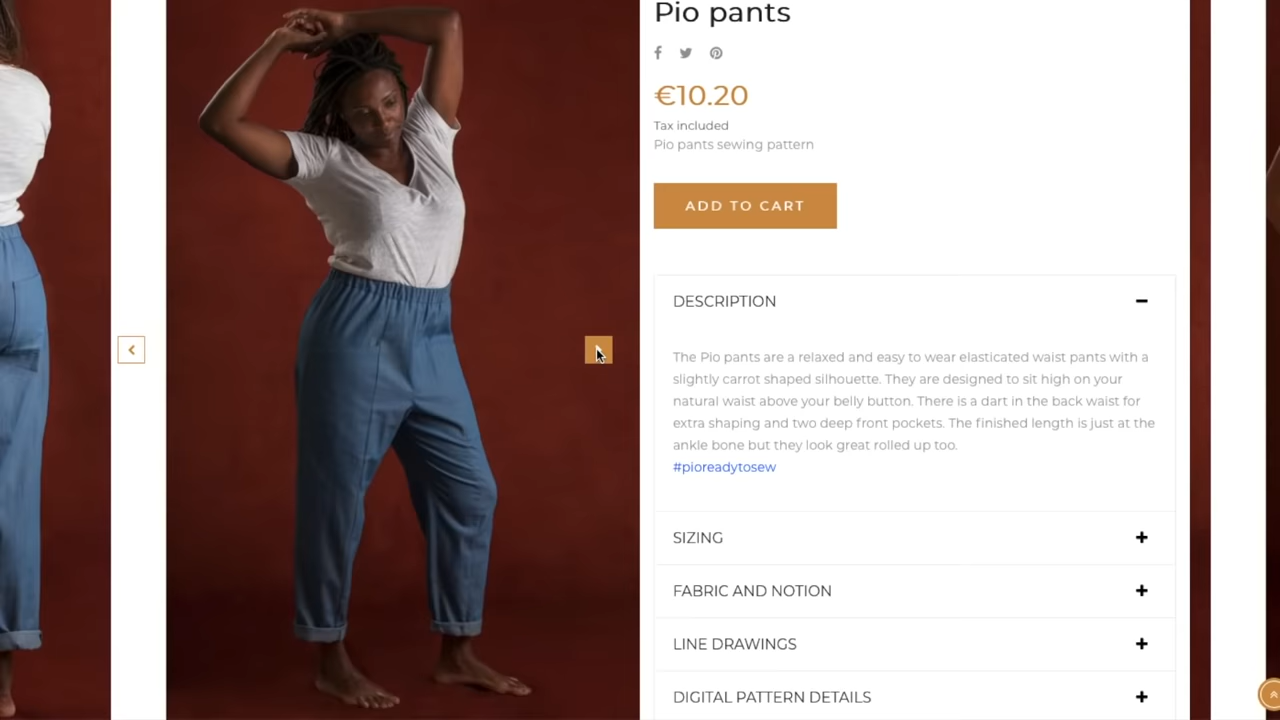 Pio pants
€10.20
Tax included
Pio pants sewing pattern
ADD TO CART
DESCRIPTION
The Pio pants are a relaxed and easy to wear elasticated waist pants with a
slightly carrot shaped silhouette. They are designed to sit high on your
natural waist above your belly button. There is a dart in the back waist for
extra shaping and two deep front pockets. The finished length is just at the
ankle bone but they look great rolled up too.
#pioreadytosew
SIZING
FABRIC AND NOTION
LINE DRAWINGS
DIGITAL PATTERN DETAILS